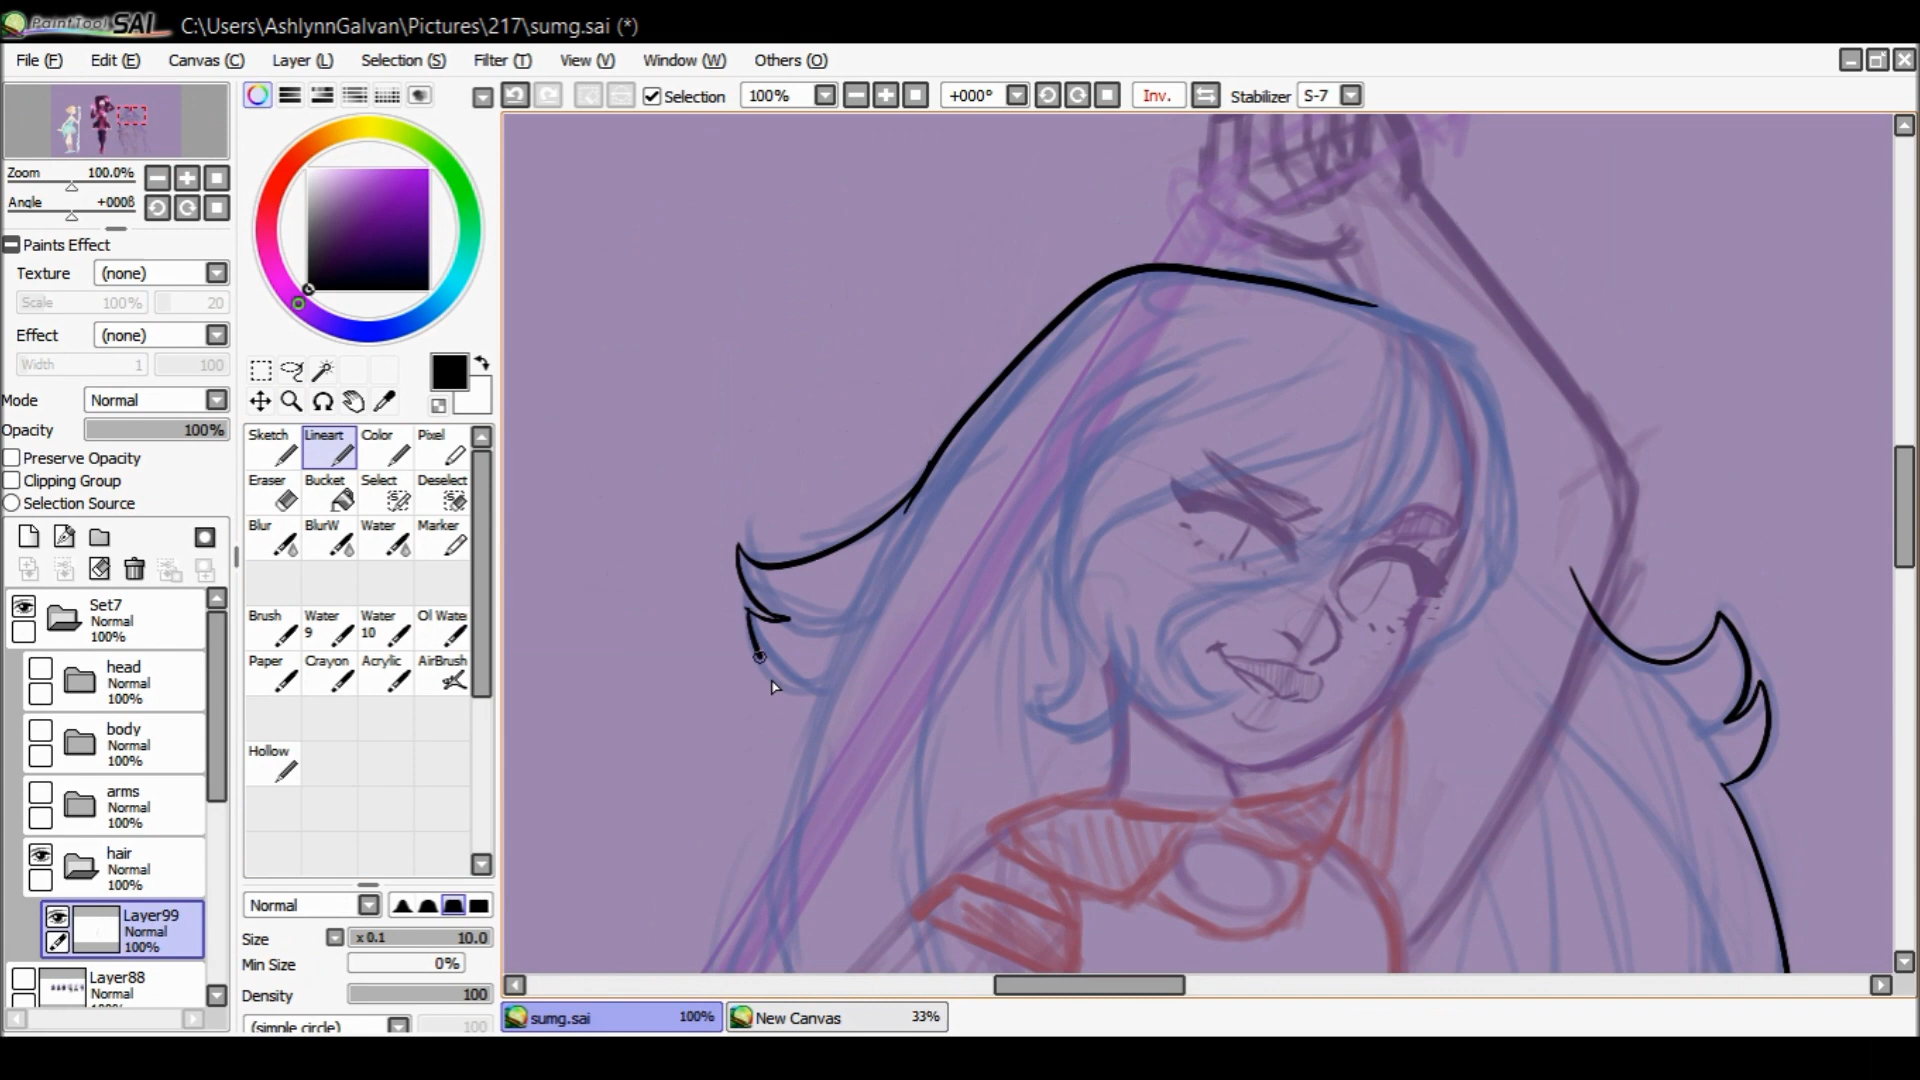 PaintTool SAI C:\Users\AshlynnGalvan\Pictures\217\sumg.sai (*)
File (F) Edit (E) Canvas (C) Layer (L) Selection (S) Filter (T) View (V) Window (W) Others (O)
Selection 100% +000° Inv. Stabilizer S-7
Zoom 100.0%
Angle +000ß
Paints Effect
Texture (none)
Scale 100% 20
Effect (none)
Width 1 100
Mode Normal
Opacity 100%
Preserve Opacity
Clipping Group
Selection Source
Set7
Normal
100%
head
Normal
100%
body
Normal
100%
arms
Normal
100%
hair
Normal
100%
Layer99
Normal
100%
Layer88
Normal
100%
Sketch Lineart Color Pixel
Eraser Bucket Select Deselect
Blur BlurW Water Marker
Brush Water 9 Water 10 Ol Wate
Paper Crayon Acrylic AirBrush
Hollow
Normal
Size x 0.1 10.0
Min Size 0%
Density 100
(simple circle) 100
sumg.sai 100% New Canvas 33%